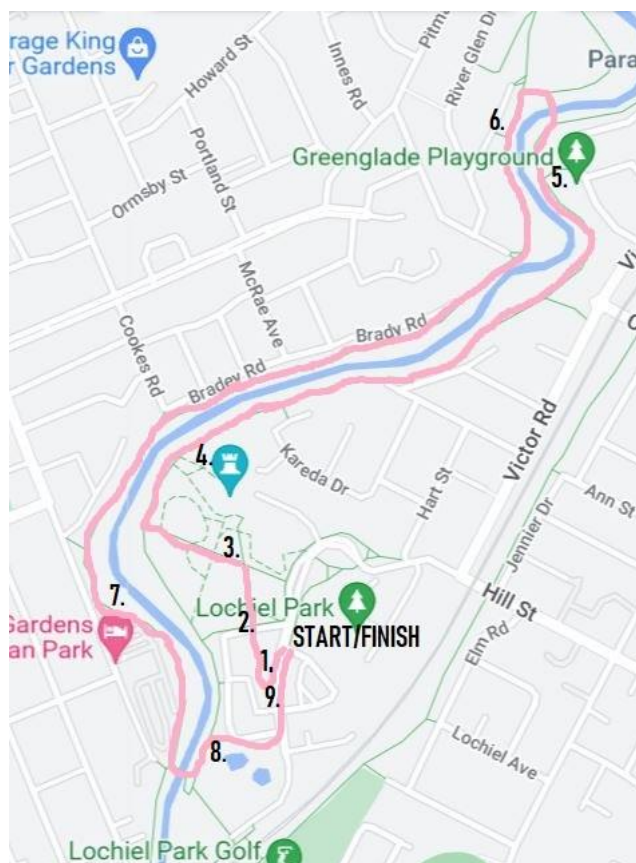 rage King
r Gardens
Howard St
Innes Rd
Pitm
River Glen Dr
Para
6.
Greenglade Playground
5.
Ormsby St
Portland St
McRae Ave
Cookes Rd
Brady Rd
Bradey Rd
Vi
C
Victor Rd
4.
Kareda Dr
Hart St
Ann St
Jennier Dr
3.
7.
Gardens
an Park
Lochiel Park
2.
START/FINISH
Hill St
Elm Rd
1,
9.
8.
Lochiel Ave
Lochiel Park Golf